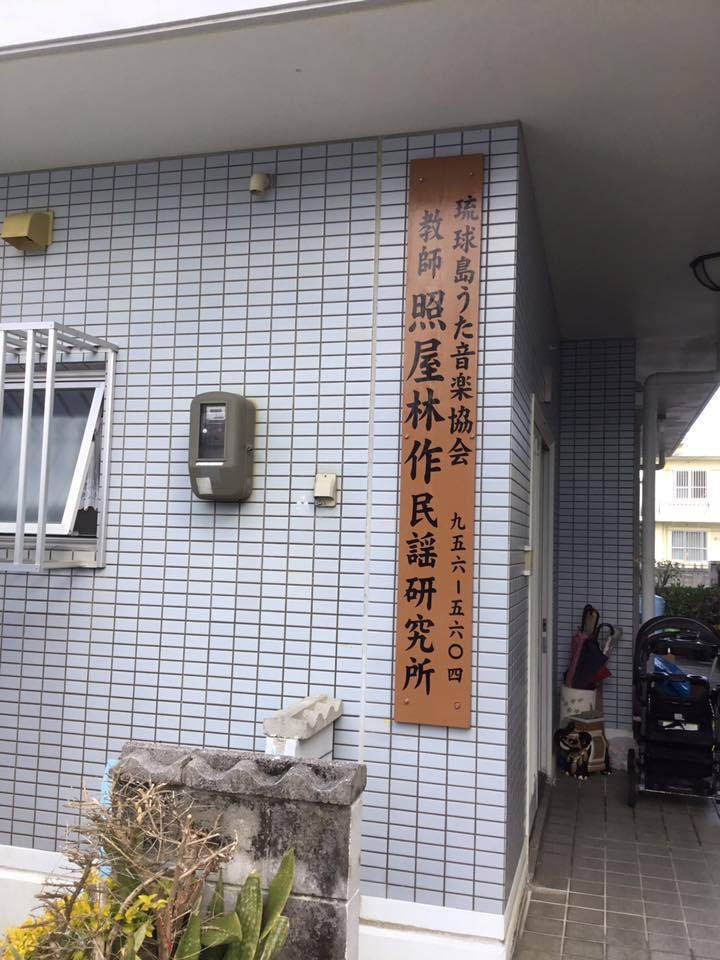 琉球島うた音楽協会 九五六ー五六〇四
教師 照屋林作民謡研究所